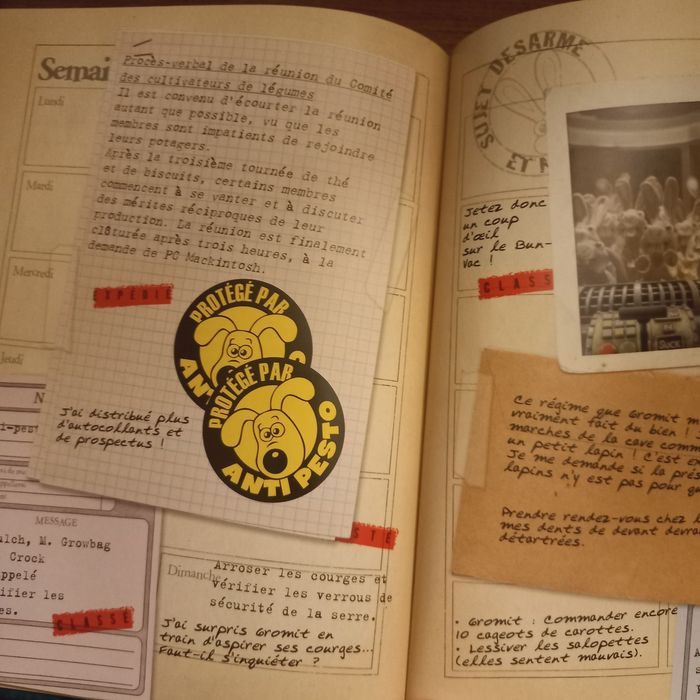 Semai
Lundi
Mardi
Mercredi
Jeudi
Procès-verbal de la réunion du Comité
des cultivateurs de légumes
Il est convenu d'écourter la réunion
autant que possible, vu que les
membres sont impatients de rejoindre
leurs potagers.
Après la troisième tournée de thé
et de biscuits, certains membres
commencent à se vanter et à discuter
des mérites réciproques de leur
production. La réunion est finalement
clôturée après trois heures, à la
demande de PC Mackintosh.
EXPÉDIÉ
PROTÉGÉ PAR
ANT
PROTÉGÉ PAR
ANTI PESTO
J'ai distribué plus
d'autocollants et
de prospectus !
i-pest
MESSAGE
ulch, M. Growbag
Crock
appelé
ifier les
es.
CLASSÉ
Dimanche
Arroser les courges et
vérifier les verrous de
sécurité de la serre.
J'ai surpris Gromit en
train d'aspirer ses courges...
Faut-il s'inquiéter ?
SUJET DÉSARMÉ
ET
Jetez donc
un coup
d'œil
sur le Bun-
Vac !
CLASS
SUCK
Ce régime que Gromit m
vraiment fait du bien !
marches de la cave comm
un petit lapin ! C'est en
Je me demande si la prés
lapins n'y est pas pour qu
Prendre rendez-vous chez l
mes dents de devant devra
détartrées.
• Gromit : Commander encore
10 cageots de carottes.
• Lessiver les salopettes
(elles sentent mauvais).